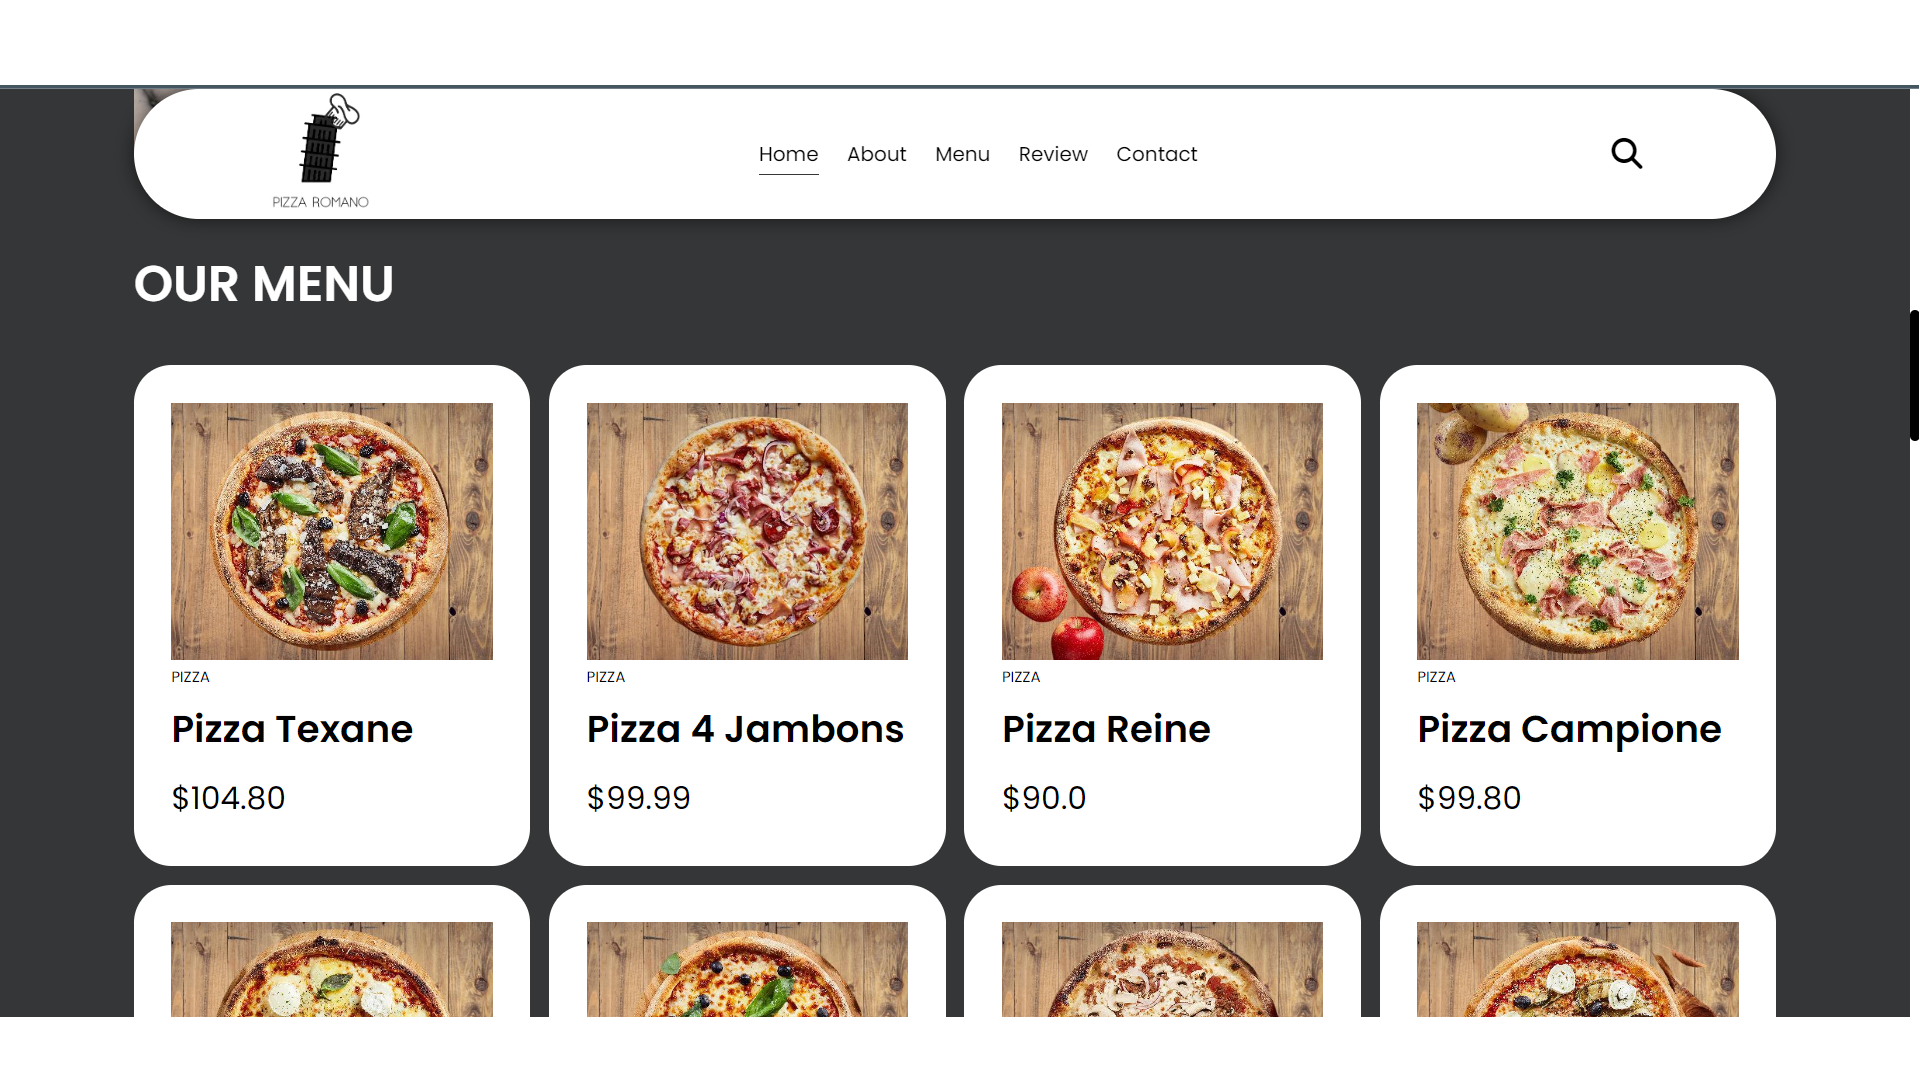 PIZZA ROMANO
Home About Menu Review Contact
OUR MENU
PIZZA
Pizza Texane
$104.80
PIZZA
Pizza 4 Jambons
$99.99
PIZZA
Pizza Reine
$90.0
PIZZA
Pizza Campione
$99.80